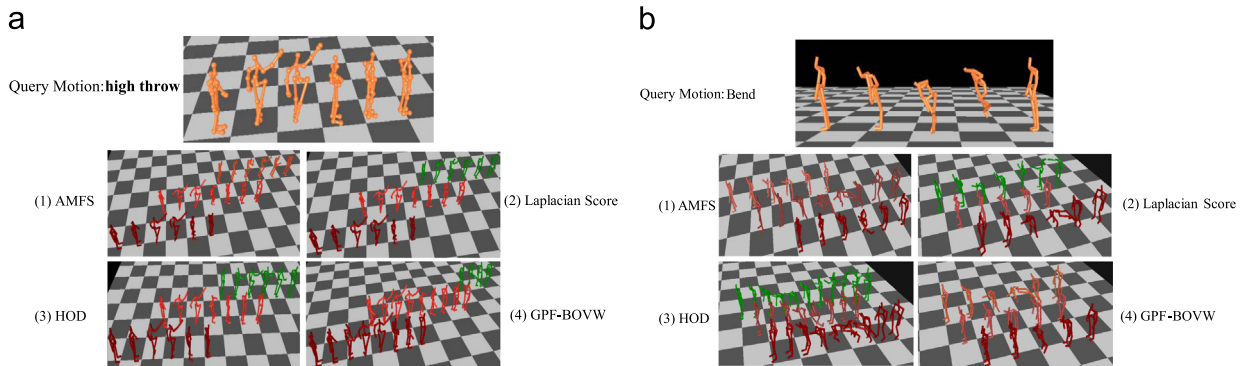 a
Query Motion:high throw
(1) AMFS
(2) Laplacian Score
(3) HOD
(4) GPF-BOVW
b
Query Motion: Bend
(1) AMFS
(2) Laplacian Score
(3) HOD
(4) GPF-BOVW